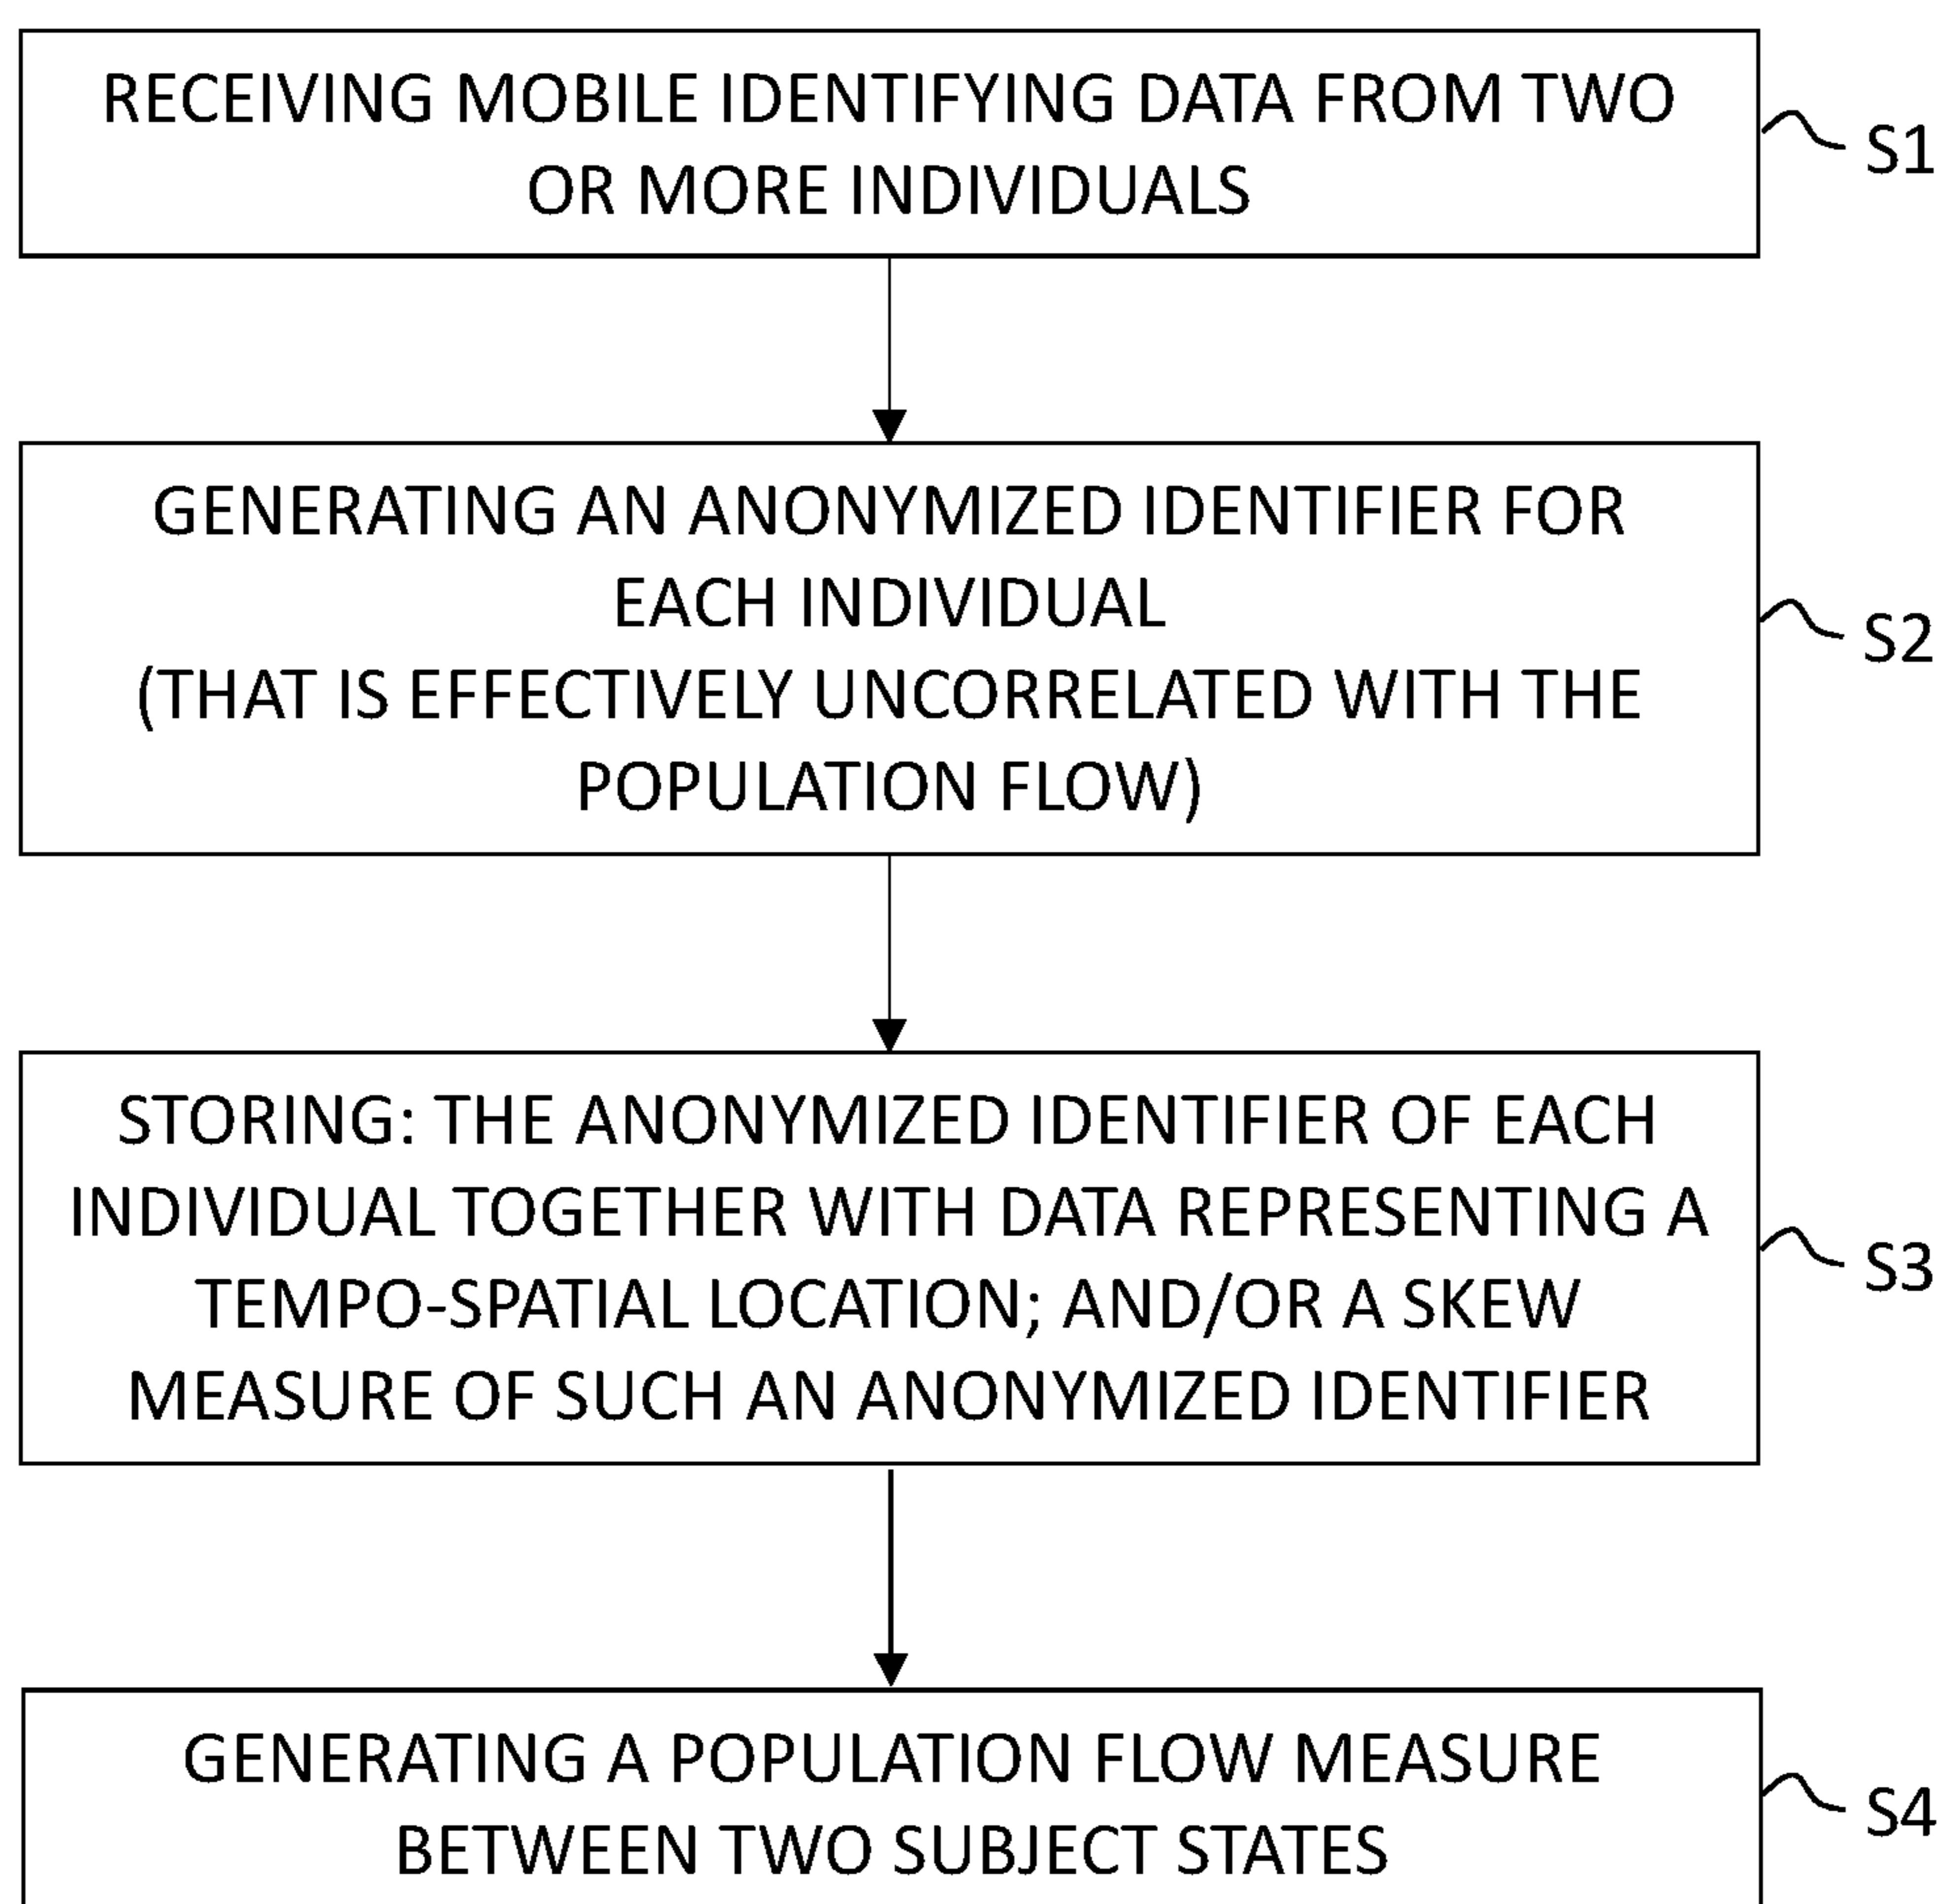 RECEIVING MOBILE IDENTIFYING DATA FROM TWO
OR MORE INDIVIDUALS
S1
GENERATING AN ANONYMIZED IDENTIFIER FOR
EACH INDIVIDUAL
(THAT IS EFFECTIVELY UNCORRELATED WITH THE
POPULATION FLOW)
S2
STORING: THE ANONYMIZED IDENTIFIER OF EACH
INDIVIDUAL TOGETHER WITH DATA REPRESENTING A
TEMPO-SPATIAL LOCATION; AND/OR A SKEW
MEASURE OF SUCH AN ANONYMIZED IDENTIFIER
S3
GENERATING A POPULATION FLOW MEASURE
BETWEEN TWO SUBJECT STATES
S4